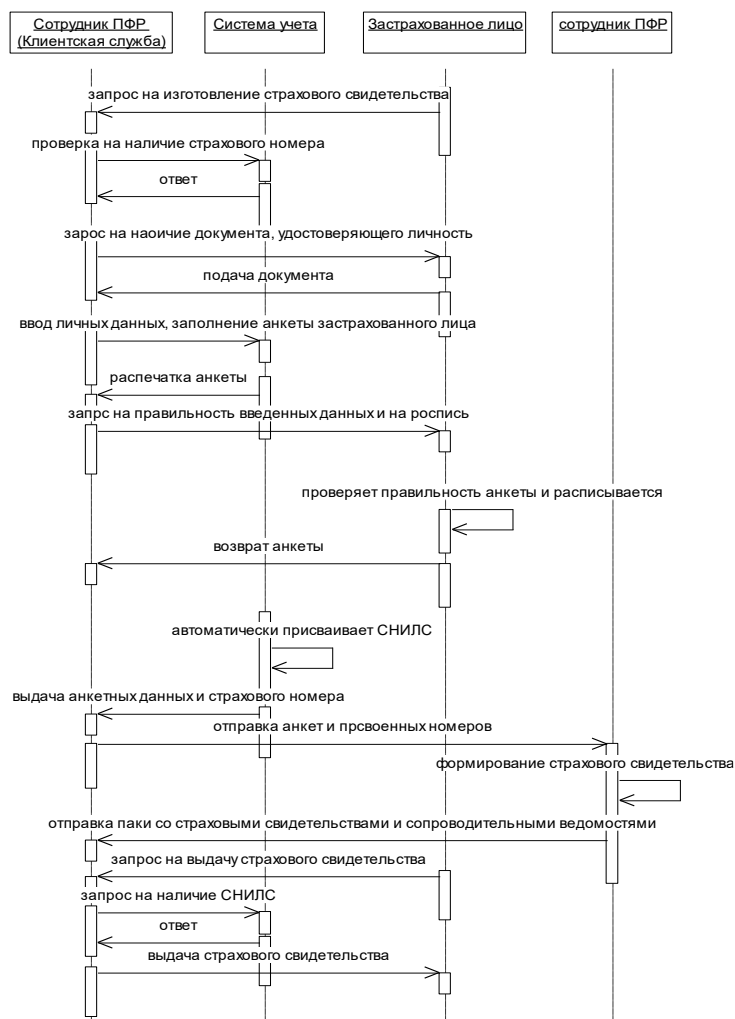 Сотрудник ПФР
(Клиентская служба)
Система учета
Застрахованное лицо
сотрудник ПФР
запрос на изготовление страхового свидетельства
проверка на наличие страхового номера
ответ
зарос на наоичие документа, удостоверяющего личность
подача документа
ввод личных данных, заполнение анкеты застрахованного лица
распечатка анкеты
запрс на правильность введенных данных и на роспись
проверяет правильность анкеты и расписывается
возврат анкеты
автоматически присваивает СНИЛС
выдача анкетных данных и страхового номера
отправка анкет и прсвоенных номеров
формирование страхового свидетельства
отправка паки со страховыми свидетельствами и сопроводительными ведомостями
запрос на выдачу страхового свидетельства
запрос на наличие СНИЛС
ответ
выдача страхового свидетельства